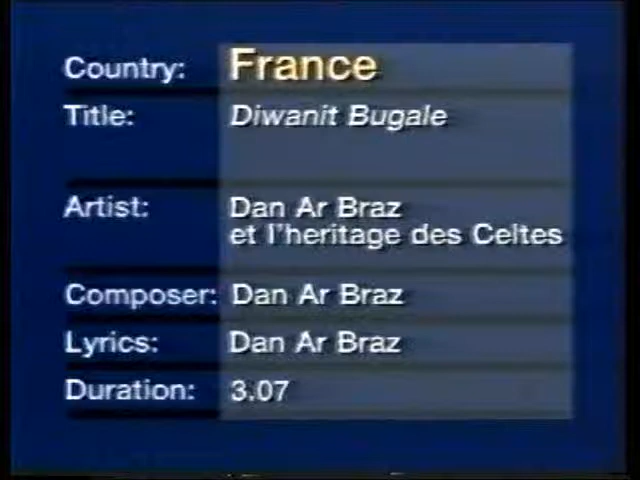 Country: France
Title: Diwanit Bugale
Artist: Dan Ar Braz
et l'heritage des Celtes
Composer: Dan Ar Braz
Lyrics: Dan Ar Braz
Duration: 3.07